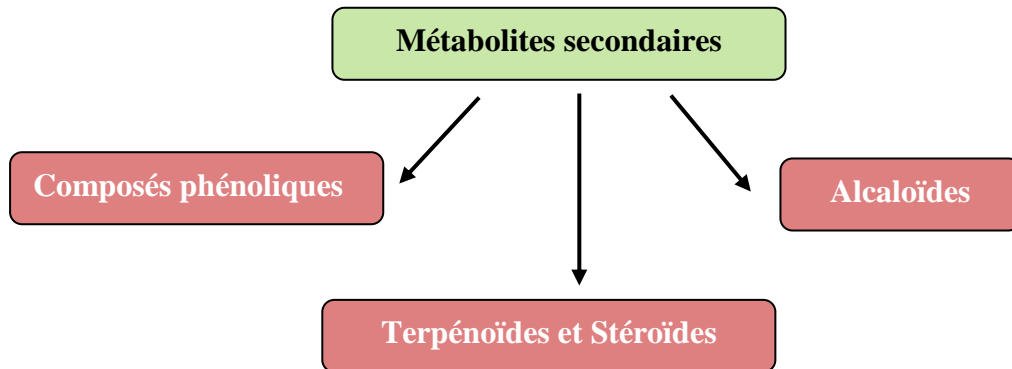 Métabolites secondaires
Composés phénoliques
Alcaloïdes
Terpénoïdes et Stéroïdes